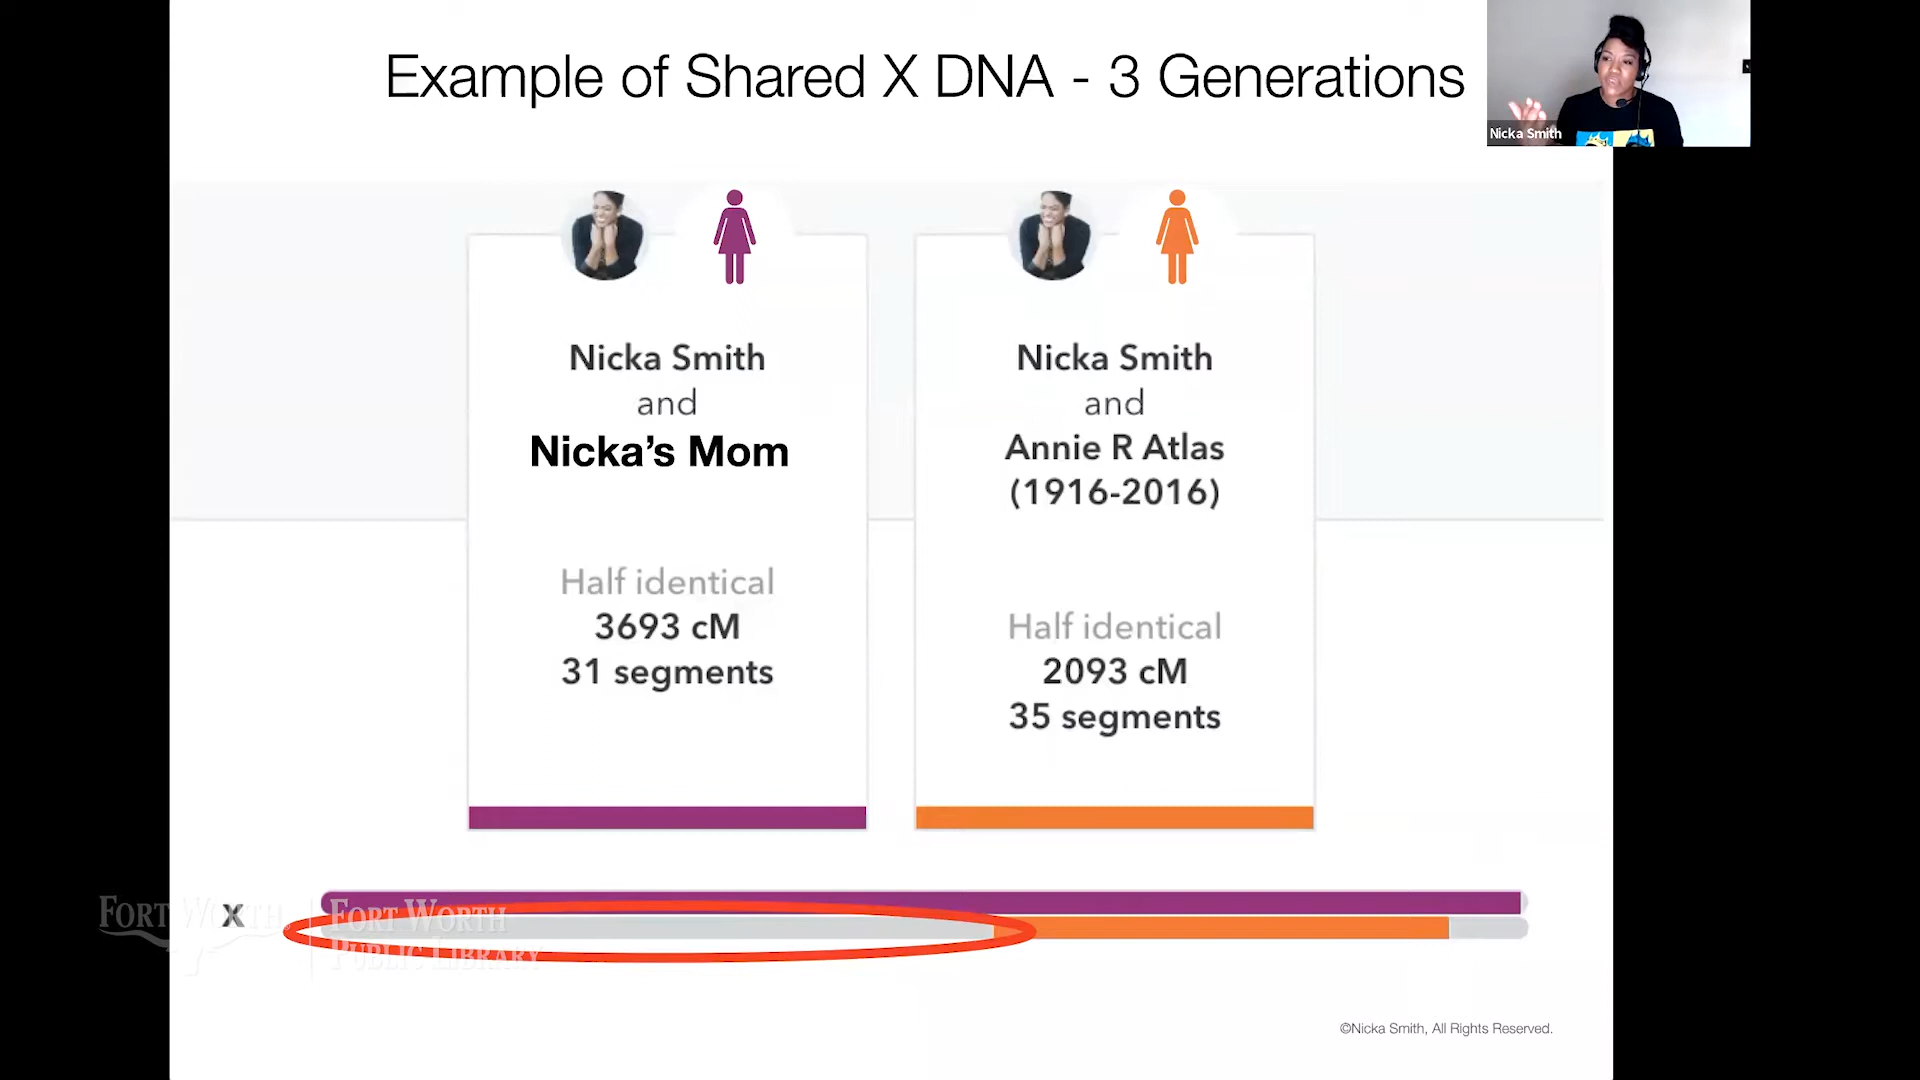 Example of Shared X DNA - 3 Generations
Nicka Smith
Nicka Smith
and
Nicka's Mom
Half identical
3693 cM
31 segments
Nicka Smith
and
Annie R Atlas
(1916-2016)
Half identical
2093 cM
35 segments
X
FORT WORTH
FORT WORTH
PUBLIC LIBRARY
©Nicka Smith, All Rights Reserved.